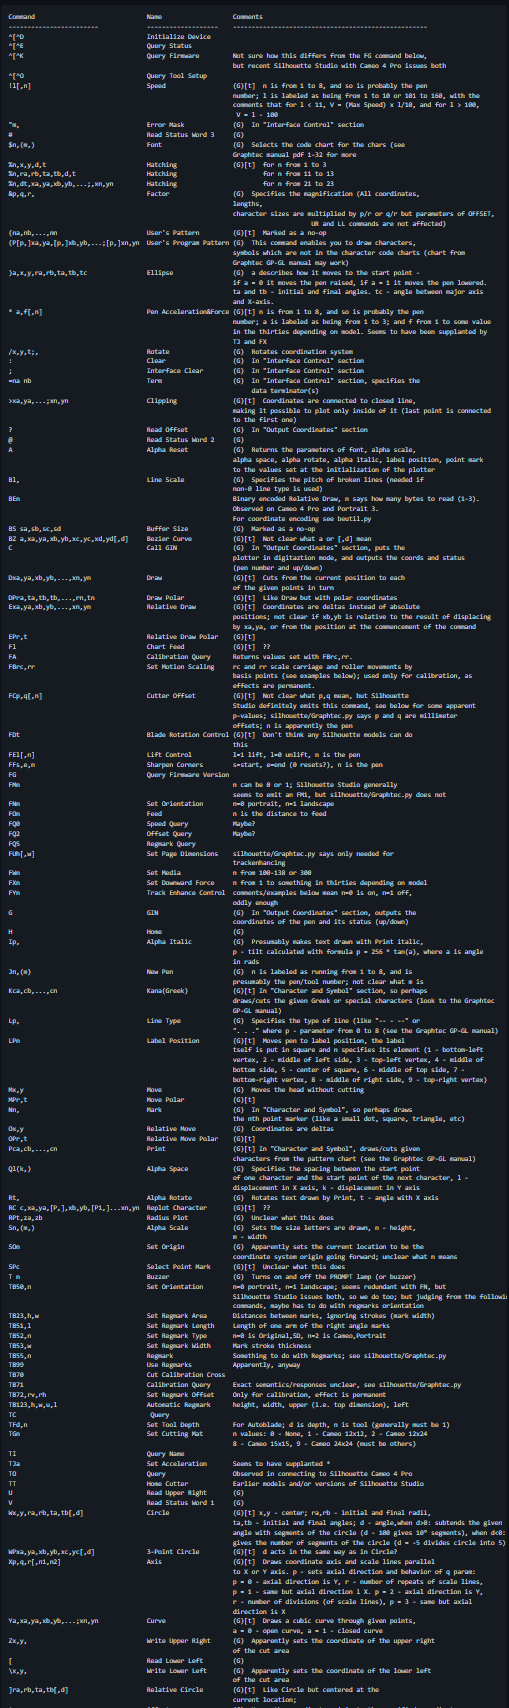 Command Name Comments
----------------------- ------------------ ------------------------------------------------
^[^D Initialize Device
^[^E Query Status
^[^K Query Firmware Not sure how this differs from the FG command below,
but recent Silhouette Studio with Cameo 4 Pro issues both
^[^O Query Tool Setup
!l[,n] Speed (G)[t] n is from 1 to 8, and so is probably the pen
number; l is labeled as being from 1 to 10 or 101 to 160, with the
comments that for l < 11, V = (Max Speed) x l/10, and for l > 100,
V = l - 100
"m, Error Mask (G) In "Interface Control" section
# Read Status Word 3 (G)
$n,(m,) Font (G) Selects the code chart for the chars (see
Graphtec manual pdf 1-32 for more
%n,x,y,d,t Hatching (G)[t] for n from 1 to 3
%n,ra,rb,ta,tb,d,t Hatching for n from 11 to 13
%n,dt,xa,ya,xb,yb,...;,xn,yn Hatching for n from 21 to 23
&p,q,r, Factor (G) Specifies the magnification (All coordinates,
lengths,
character sizes are multiplied by p/r or q/r but parameters of OFFSET,
UR and LL commands are not affected)
(na,nb,...,nn User's Pattern (G)[t] Marked as a no-op
(P[p,]xa,ya,[p,]xb,yb,...;[p,]xn,yn User's Program Pattern (G) This command enables you to draw characters,
symbols which are not in the character code charts (chart from
Graphtec GP-GL manual may work)
)a,x,y,ra,rb,ta,tb,tc Ellipse (G) a describes how it moves to the start point -
if a = 0 it moves the pen raised, if a = 1 it moves the pen lowered.
ta and tb - initial and final angles. tc - angle between major axis
and X-axis.
* a,f[,n] Pen Acceleration&Force (G)[t] n is from 1 to 8, and so is probably the pen
number; a is labeled as being from 1 to 3; and f from 1 to some value
in the thirties depending on model. Seems to have been supplanted by
TJ and FX
/x,y,t;, Rotate (G) Rotates coordination system
: Clear (G) In "Interface Control" section
; Interface Clear (G) In "Interface Control" section
=na nb Term (G) In "Interface Control" section, specifies the
data terminator(s)
>xa,ya,...;xn,yn Clipping (G)[t] Coordinates are connected to closed line,
making it possible to plot only inside of it (last point is connected
to the first one)
? Read Offset (G) In "Output Coordinates" section
@ Read Status Word 2 (G)
A Alpha Reset (G) Returns the parameters of font, alpha scale,
alpha space, alpha rotate, alpha italic, label position, point mark
to the values set at the initialization of the plotter
Bl, Line Scale (G) Specifies the pitch of broken lines (needed if
non-0 line type is used)
BEn Binary encoded Relative Draw, n says how many bytes to read (1-3).
Observed on Cameo 4 Pro and Portrait 3.
For coordinate encoding see beutil.py
BS sa,sb,sc,sd Buffer Size (G) Marked as a no-op
BZ a,xa,ya,xb,yb,xc,yc,xd,yd[,d] Bezier Curve (G)[t] Not clear what a or [,d] mean
C Call GIN (G) In "Output Coordinates" section, puts the
plotter in digitaztion mode, and outputs the coords and status
(pen number and up/down)
Dxa,ya,xb,yb,...,xn,yn Draw (G)[t] Cuts from the current position to each
of the given points in turn
DPra,ta,tb,tb,...,rn,tn Draw Polar (G)[t] Like Draw but with polar coordinates
Exa,ya,xb,yb,...,xn,yn Relative Draw (G)[t] Coordinates are deltas instead of absolute
positions; not clear if xb,yb is relative to the result of displacing
by xa,ya, or from the position at the commencement of the command
EPr,t Relative Draw Polar (G)[t]
Fl Chart Feed (G)[t] ??
FA Calibration Query Returns values set with FBrc,rr.
FBrc,rr Set Motion Scaling rc and rr scale carriage and roller movements by
basis points (see examples below); used only for calibration, as
effects are permanent.
FCp,q[,n] Cutter Offset (G)[t] Not clear what p,q mean, but Silhouette
Studio definitely emits this command, see below for some apparent
p-values; silhouette/Graphtec.py says p and q are millimeter
offsets; n is apparently the pen
FDt Blade Rotation Control (G)[t] Don't think any Silhouette models can do
this
FEl[,n] Lift Control l=1 lift, l=0 unlift, n is the pen
FFs,e,n Sharpen Corners s=start, e=end (0 resets?), n is the pen
FG Query Firmware Version
FMn n can be 0 or 1; Silhouette Studio generally
seems to emit an FM1, but silhouette/Graphtec.py does not
FNn Set Orientation n=0 portrait, n=1 landscape
FOn Feed n is the distance to feed
FQ0 Speed Query Maybe?
FQ2 Offset Query Maybe?
FQ5 Regmark Query
FUh[,w] Set Page Dimensions silhouette/Graphtec.py says only needed for
trackenhancing
FWn Set Media n from 100-138 or 300
FXn Set Downward Force n from 1 to something in thirties depending on model
FYn Track Enhance Control comments/examples below mean n=0 is on, n=1 off,
oddly enough
G GIN (G) In "Output Coordinates" section, outputs the
coordinates of the pen and its status (up/down)
H Home (G)
Ip, Alpha Italic (G) Presumably makes text drawn with Print italic,
p - tilt calculated with formula p = 256 * tan(a), where a is angle
in rads
Jn,(m) New Pen (G) n is labeled as running from 1 to 8, and is
presumably the pen/tool number; not clear what m is
Kca,cb,...,cn Kana(Greek) (G)[t] In "Character and Symbol" section, so perhaps
draws/cuts the given Greek or special characters (look to the Graphtec
GP-GL manual)
Lp, Line Type (G) Specifies the type of line (like "-- - --" or
". . ." where p - parameter from 0 to 8 (see the Graphtec GP-GL manual)
LPn Label Position (G)[t] Moves pen to label position, the label
tself is put in square and n specifies its element (1 - bottom-left
vertex, 2 - middle of left side, 3 - top-left vertex, 4 - middle of
bottom side, 5 - center of square, 6 - middle of top side, 7 -
bottom-right vertex, 8 - middle of right side, 9 - top-right vertex)
Mx,y Move (G) Moves the head without cutting
MPr,t Move Polar (G)[t]
Nn, Mark (G) In "Character and Symbol", so perhaps draws
the nth point marker (like a small dot, square, triangle, etc)
Ox,y Relative Move (G) Coordinates are deltas
OPr,t Relative Move Polar (G)[t]
Pca,cb,...,cn Print (G)[t] In "Character and Symbol", draws/cuts given
characters from the pattern chart (see the Graphtec GP-GL manual)
Ql(k,) Alpha Space (G) Specifies the spacing between the start point
of one character and the start point of the next character, l -
displacement in X axis, k - displacement in Y axis
Rt, Alpha Rotate (G) Rotates text drawn by Print, t - angle with X axis
RC c,xa,ya,[P,],xb,yb,[P1,]...xn,yn Replot Character (G)[t] ??
RPt,za,zb Radius Plot (G) Unclear what this does
Sn,(m,) Alpha Scale (G) Sets the size letters are drawn, n - height,
m - width
SOn Set Origin (G) Apparently sets the current location to be the
coordinate system origin going forward; unclear what n means
SPc Select Point Mark (G)[t] Unclear what this does
T n Buzzer (G) Turns on and off the PROMPT lamp (or buzzer)
TB50,n Set Orientation n=0 portrait, n=1 landscape; seems redundant with FN, but
Silhouette Studio issues both, so we do too; but judging from the followi
commands, maybe has to do with regmarks orientation
TB23,h,w Set Regmark Area Distances between marks, ignoring strokes (mark width)
TB51,l Set Regmark Length Length of one arm of the right angle marks
TB52,n Set Regmark Type n=0 is Original,SD, n=2 is Cameo,Portrait
TB53,w Set Regmark Width Mark stroke thickness
TB55,n Regmark Something to do with Regmarks; see silhouette/Graphtec.py
TB99 Use Regmarks Apparently, anyway
TB70 Cut Calibration Cross
TB71 Calibration Query Exact semantics/responses unclear, see silhouette/Graphtec.py
TB72,rv,rh Set Regmark Offset Only for calibration, effect is permanent
TB123,h,w,u,l Automatic Regmark height, width, upper (i.e. top dimension), left
TC Query
TFd,n Set Tool Depth For Autoblade; d is depth, n is tool (generally must be 1)
TGn Set Cutting Mat n values: 0 - None, 1 - Cameo 12x12, 2 - Cameo 12x24
8 - Cameo 15x15, 9 - Cameo 24x24 (must be others)
TI Query Name
TJa Set Acceleration Seems to have supplanted *
TO Query Observed in connecting to Silhouette Cameo 4 Pro
TT Home Cutter Earlier models and/or versions of Silhouette Studio
U Read Upper Right (G)
V Read Status Word 1 (G)
Wx,y,ra,rb,ta,tb[,d] Circle (G)[t] x,y - center; ra,rb - initial and final radii,
ta,tb - initial and final angles; d - angle,when d>0: subtends the given
angle with segments of the circle (d - 100 gives 10° segments), when d<0:
gives the number of segments of the circle (d = -5 divides circle into 5)
WPxa,ya,xb,yb,xc,yc[,d] 3-Point Circle (G)[t] d acts in the same way as in Circle?
Xp,q,r[,n1,n2] Axis (G)[t] Draws coordinate axis and scale lines parallel
to X or Y axis. p - sets axial direction and behavior of q param:
p = 0 - axial direction is Y, r - number of repeats of scale lines,
p = 1 - same but axial direction i X. p = 2 - axial direction is Y,
r - number of divisions (of scale lines), p = 3 - same but axial
direction is X
Ya,xa,ya,xb,yb,...;xn,yn Curve (G)[t] Draws a cubic curve through given points,
a = 0 - open curve, a = 1 - closed curve
Zx,y, Write Upper Right (G) Apparently sets the coordinate of the upper right
of the cut area
[ Read Lower Left (G)
\x,y, Write Lower Left (G) Apparently sets the coordinate of the lower left
of the cut area
]ra,rb,ta,tb[,d] Relative Circle (G)[t] Like Circle but centered at the
current location;